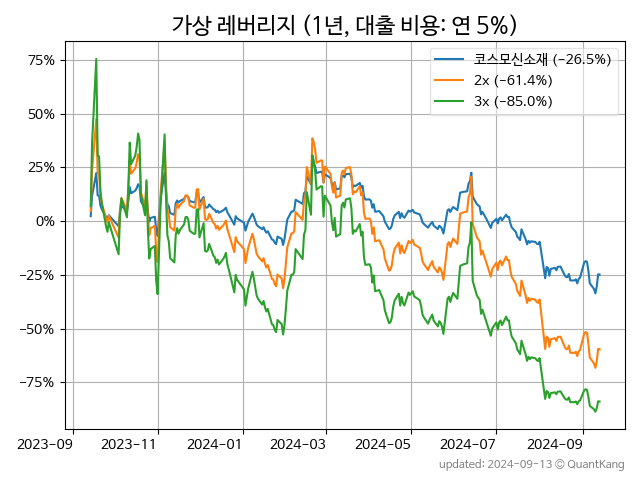 가상 레버리지 (1년, 대출 비용: 연 5%)
코스모신소재 (−26.5%)
2x (−61.4%)
3x (−85.0%)
75%
50%
25%
0%
−25%
−50%
−75%
2023-09 2023-11 2024-01 2024-03 2024-05 2024-07 2024-09
updated: 2024-09-13 © QuantKang